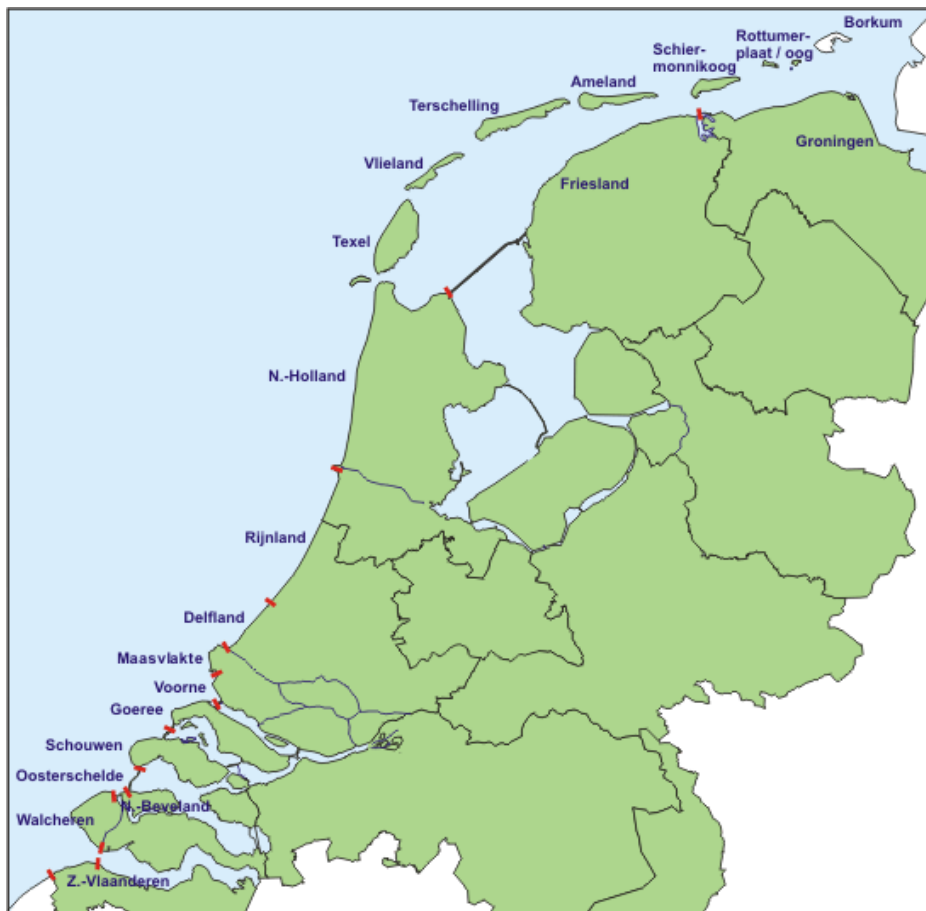 Borkum
Rottumer-
plaat / oog
Schier-
monnikoog
Ameland
Terschelling
Groningen
Vlieland
Friesland
Texel
N.-Holland
Rijnland
Delfland
Maasvlakte
Voorne
Goeree
Schouwen
Oosterschelde
N.-Beveland
Walcheren
Z.-Vlaanderen